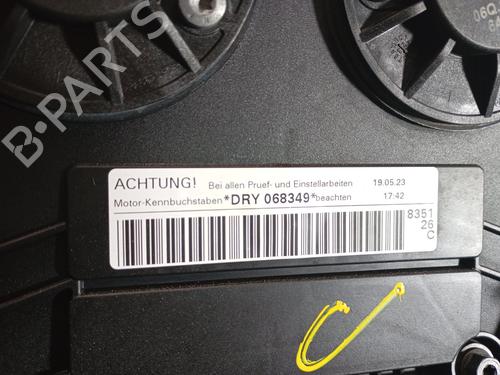 B-PARTS
06Q
ACHTUNG! Bei allen Pruef- und Einstellarbeiten 19.05.23
Motor-Kennbuchstaben *DRY 068349* beachten 17:42
8351
26
C